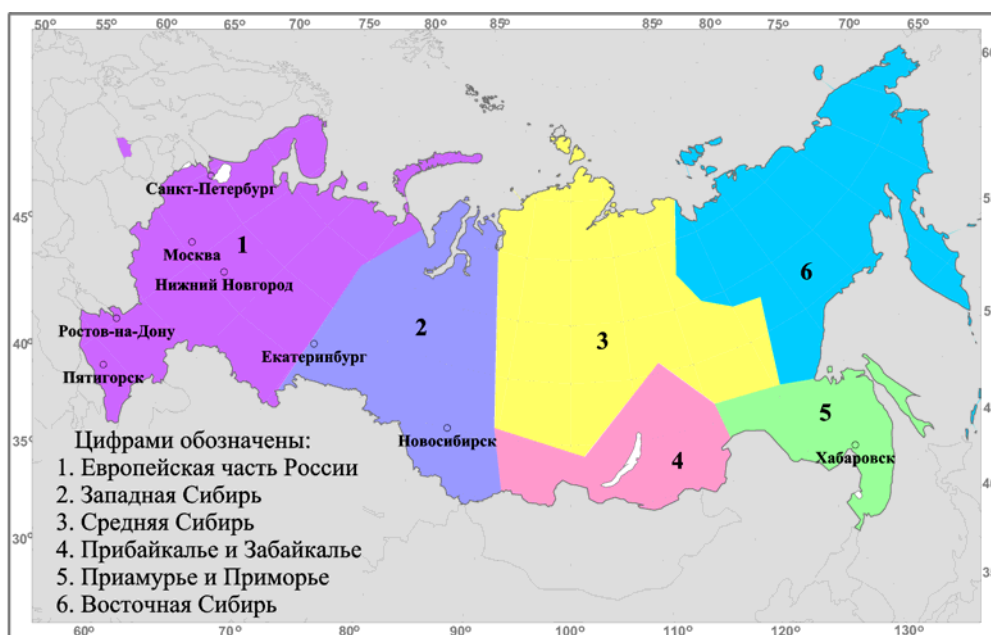 50° 55° 60° 65° 70° 75° 80° 85° 85° 80° 75° 70° 65°
Санкт-Петербург
45°
1
Москва
6
Нижний Новгород
2
Ростов-на-Дону
3
40°
Екатеринбург
Пятигорск
5
35°
Новосибирск
Хабаровск
4
Цифрами обозначены:
1. Европейская часть России
2. Западная Сибирь
3. Средняя Сибирь
30°
4. Прибайкалье и Забайкалье
5. Приамурье и Приморье
6. Восточная Сибирь
60° 70° 80° 90° 100° 110° 120° 130°